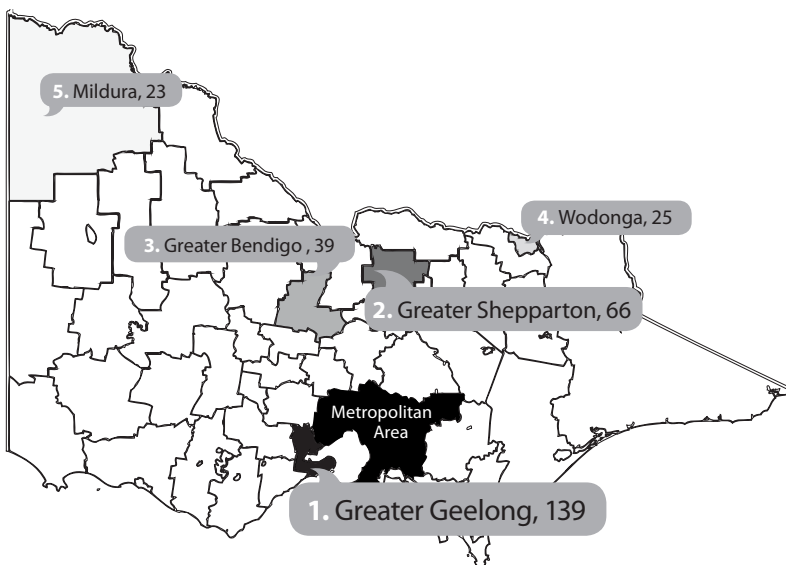 5. Mildura, 23
4. Wodonga, 25
3. Greater Bendigo , 39
2. Greater Shepparton, 66
Metropolitan
Area
1. Greater Geelong, 139